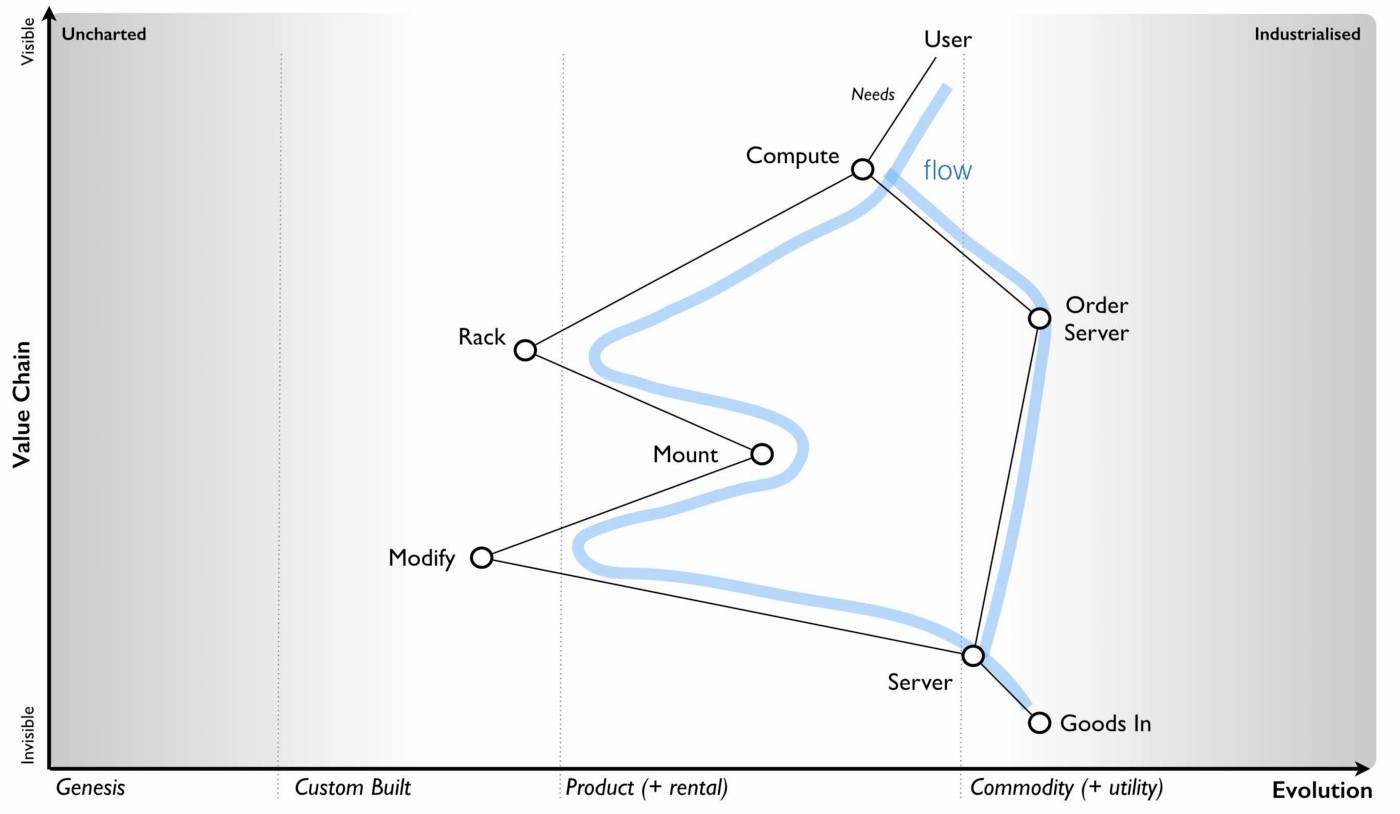 Visible
Uncharted
Industrialised
User
Needs
Compute
flow
Order
Server
Rack
Value Chain
Mount
Modify
Server
Goods In
Invisible
Genesis
Custom Built
Product (+ rental)
Commodity (+ utility)
Evolution